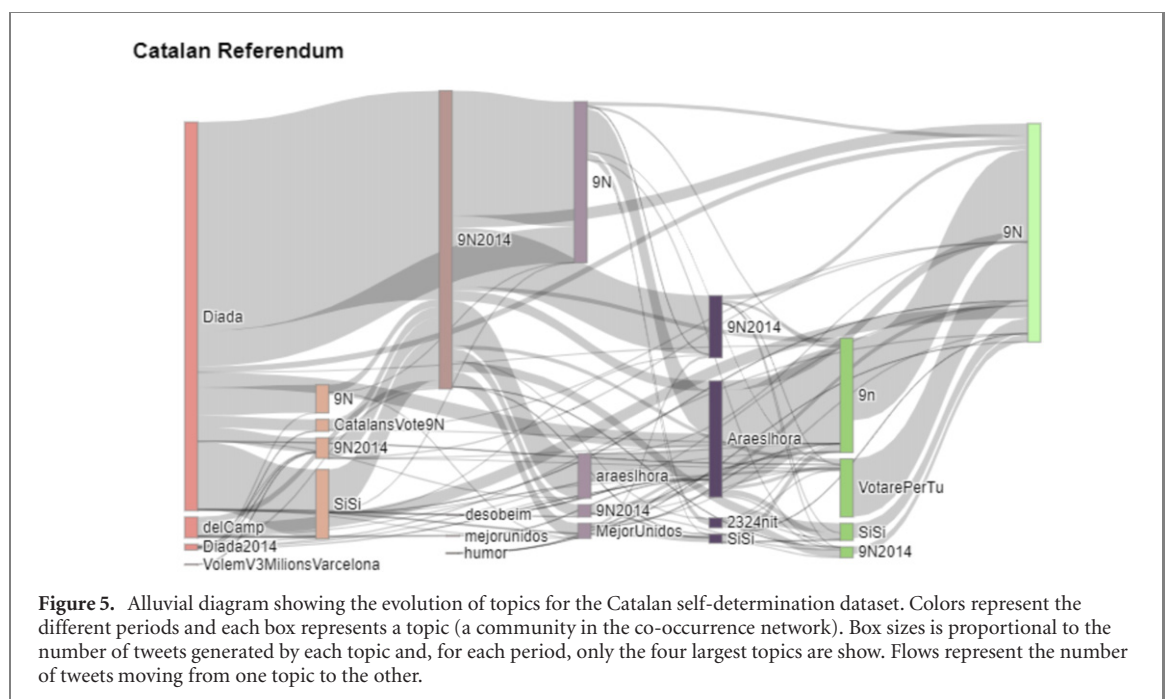 Catalan Referendum
Diada
delCamp
Diada2014
VolemV3MilionsVarcelona
9N
CatalansVote9N
9N2014
SiSi
9N2014
desobeim
mejorunidos
humor
9N
araeslhora
9N2014
MejorUnidos
9N2014
Araeslhora
2324nit
SiSi
9n
VotarePerTu
SiSi
9N2014
9N
Figure 5. Alluvial diagram showing the evolution of topics for the Catalan self-determination dataset. Colors represent the
different periods and each box represents a topic (a community in the co-occurrence network). Box sizes is proportional to the
number of tweets generated by each topic and, for each period, only the four largest topics are show. Flows represent the number
of tweets moving from one topic to the other.